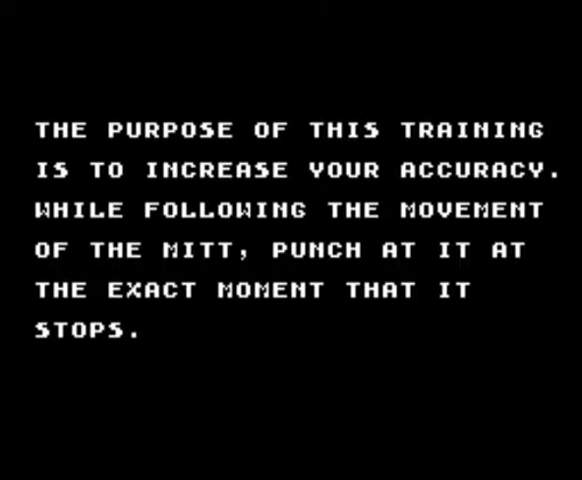 THE PURPOSE OF THIS TRAINING
IS TO INCREASE YOUR ACCURACY.
WHILE FOLLOWING THE MOVEMENT
OF THE MITT, PUNCH AT IT AT
THE EXACT MOMENT THAT IT
STOPS.